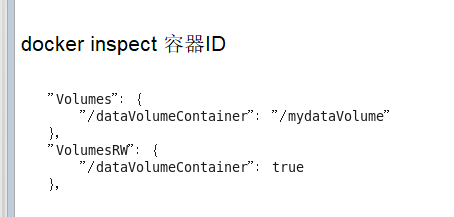 docker inspect 容器ID
"Volumes": {
"/dataVolumeContainer": "/mydataVolume"
},
"VolumesRW": {
"/dataVolumeContainer": true
},